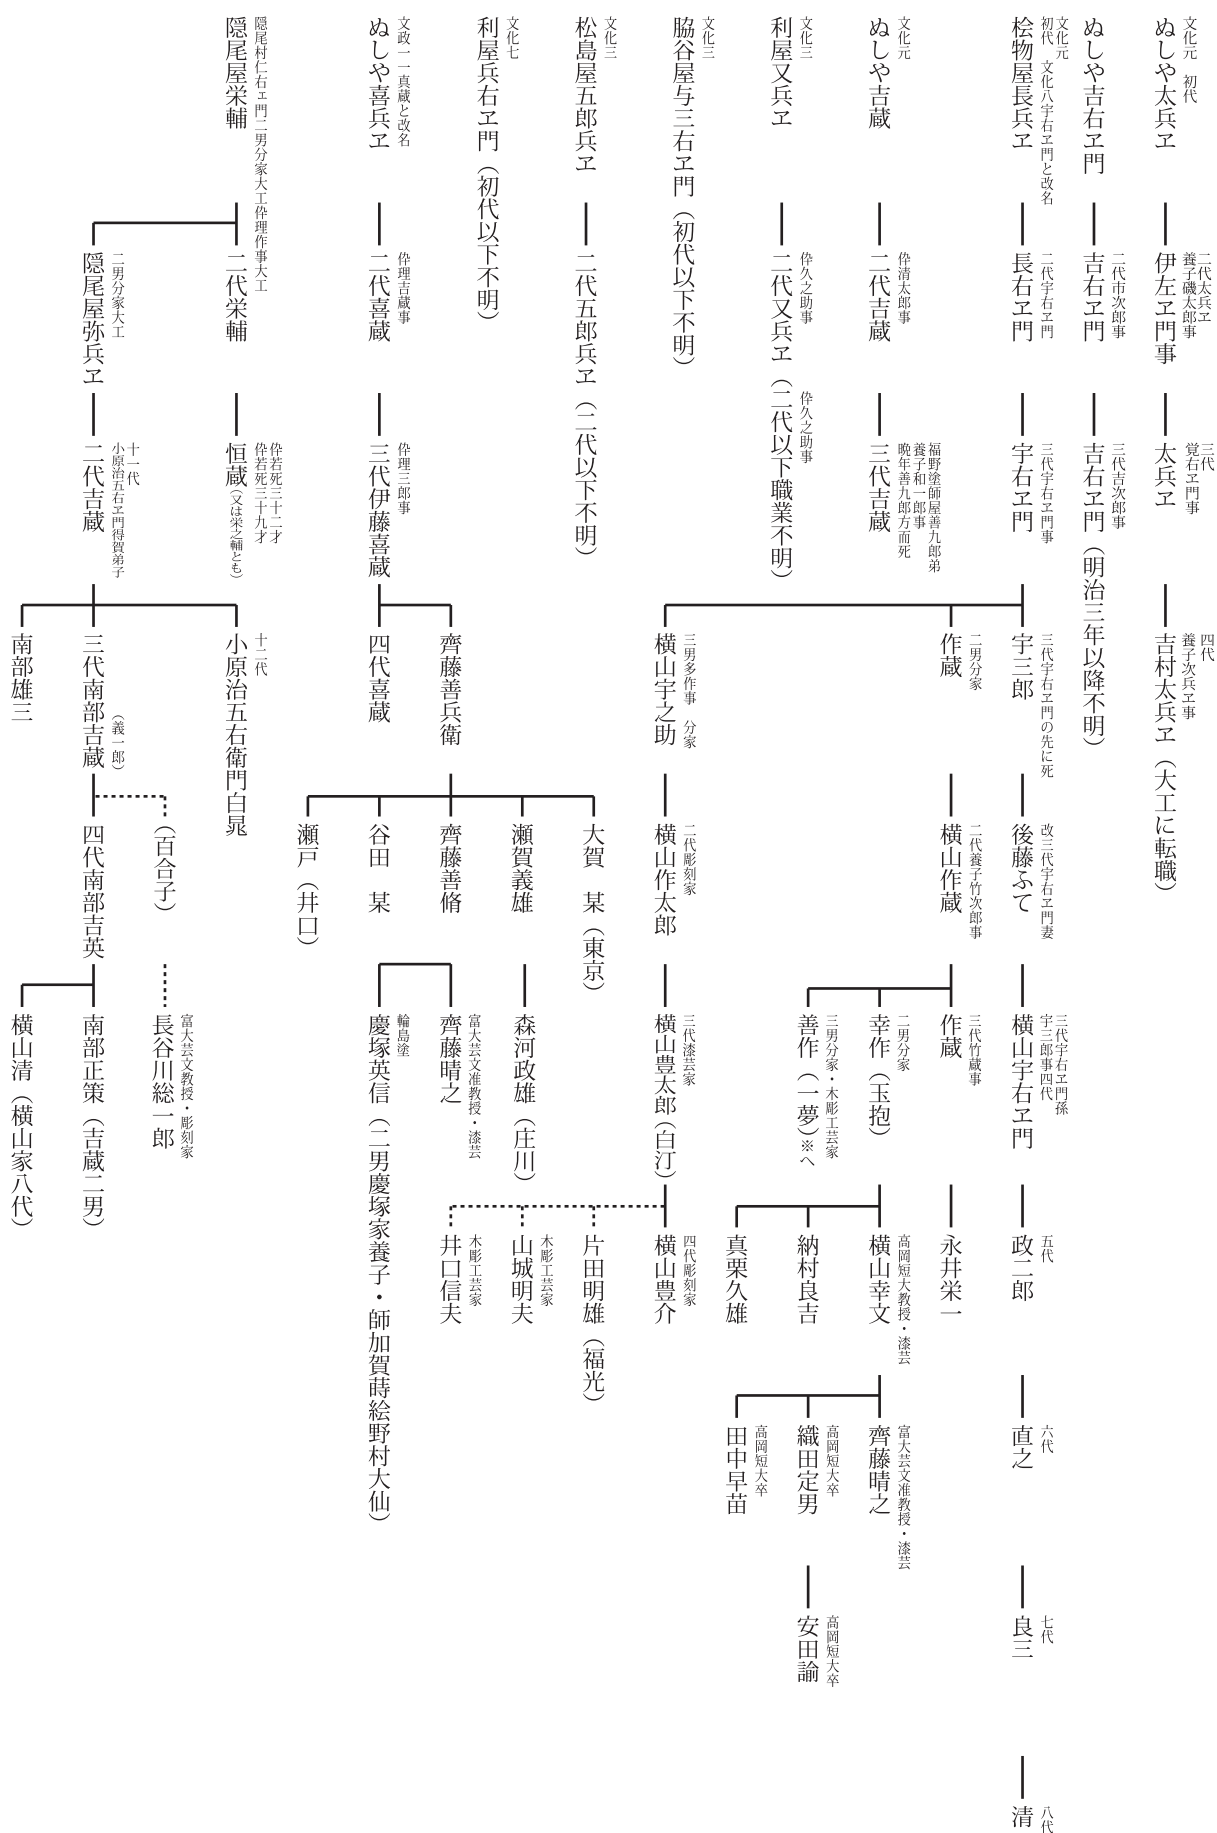 文化元　初代
ぬしや太兵ヱ
二代太兵ヱ
養子磯太郎事
伊左ヱ門事
三代
覚右ヱ門事
太兵ヱ
四代
養子次兵ヱ事
吉村太兵ヱ（大工に転職）
ぬしや吉右ヱ門
二代市次郎事
吉右ヱ門
三代吉次郎事
吉右ヱ門（明治三年以降不明）
文化元
初代　文化八宇右ヱ門と改名
桧物屋長兵ヱ
二代宇右ヱ門
長右ヱ門
三代宇右ヱ門事
宇右ヱ門
三代宇右ヱ門の先に死
宇三郎
改三代宇右ヱ門妻
後藤ふて
三代宇右ヱ門孫
宇三郎事四代
横山宇右ヱ門
五代
政二郎
六代
直之
七代
良三
八代
清
二男分家
作蔵
二代養子竹次郎事
横山作蔵
三代竹蔵事
作蔵
永井栄一
二男分家
幸作（玉抱）
高岡短大教授・漆芸
横山幸文
富大芸文准教授・漆芸
齊藤晴之
三男分家・木彫工芸家
善作（一夢）※へ
納村良吉
高岡短大卒
織田定男
高岡短大卒
安田諭
真栗久雄
高岡短大卒
田中早苗
三男多作事　分家
横山宇之助
二代彫刻家
横山作太郎
三代漆芸家
横山豊太郎（白汀）
四代彫刻家
横山豊介
片田明雄（福光）
木彫工芸家
山城明夫
木彫工芸家
井口信夫
文化元
ぬしや吉蔵
伜清太郎事
二代吉蔵
福野塗師屋善九郎弟
養子和一郎事
晩年善九郎方而死
三代吉蔵
文化三
利屋又兵ヱ
伜久之助事
二代又兵ヱ（二代以下職業不明）
伜久之助事
文化三
脇谷屋与三右ヱ門（初代以下不明）
文化三
松島屋五郎兵ヱ
二代五郎兵ヱ（二代以下不明）
文化七
利屋兵右ヱ門（初代以下不明）
文政一一真蔵と改名
ぬしや喜兵ヱ
伜理吉蔵事
二代喜蔵
伜理三郎事
三代伊藤喜蔵
齊藤善兵衛
四代喜蔵
大賀　某（東京）
瀬賀義雄
森河政雄（庄川）
齊藤善脩
富大芸文准教授・漆芸
齊藤晴之
輪島塗
慶塚英信（二男慶塚家養子・師加賀蒔絵野村大仙）
谷田　某
瀬戸（井口）
隠尾村仁右ェ門二男分家大工伜理作事大工
隠尾屋栄輔
二代栄輔
伜若死三十二才
伜若死三十九才
恒蔵（又は栄之輔とも）
十二代
小原治五右衛門白晁
二男分家大工
隠尾屋弥兵ヱ
十一代
小原治五右ヱ門得賀弟子
二代吉蔵
（義一郎）
三代南部吉蔵
南部雄三
（百合子）
富大芸文教授・彫刻家
長谷川総一郎
四代南部吉英
南部正策（吉蔵二男）
横山清（横山家八代）